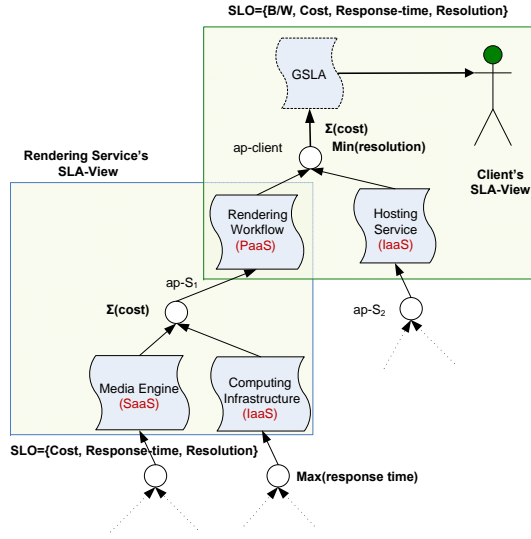 SLO={B/W, Cost, Response-time, Resolution}
GSLA
Σ(cost)
ap-client
Min(resolution)
Rendering Service's
SLA-View
Client's
SLA-View
Rendering
Workflow
(PaaS)
Hosting
Service
(IaaS)
ap-S₁
Σ(cost)
ap-S₂
Media Engine
(SaaS)
Computing
Infrastructure
(IaaS)
SLO={Cost, Response-time, Resolution}
Max(response time)